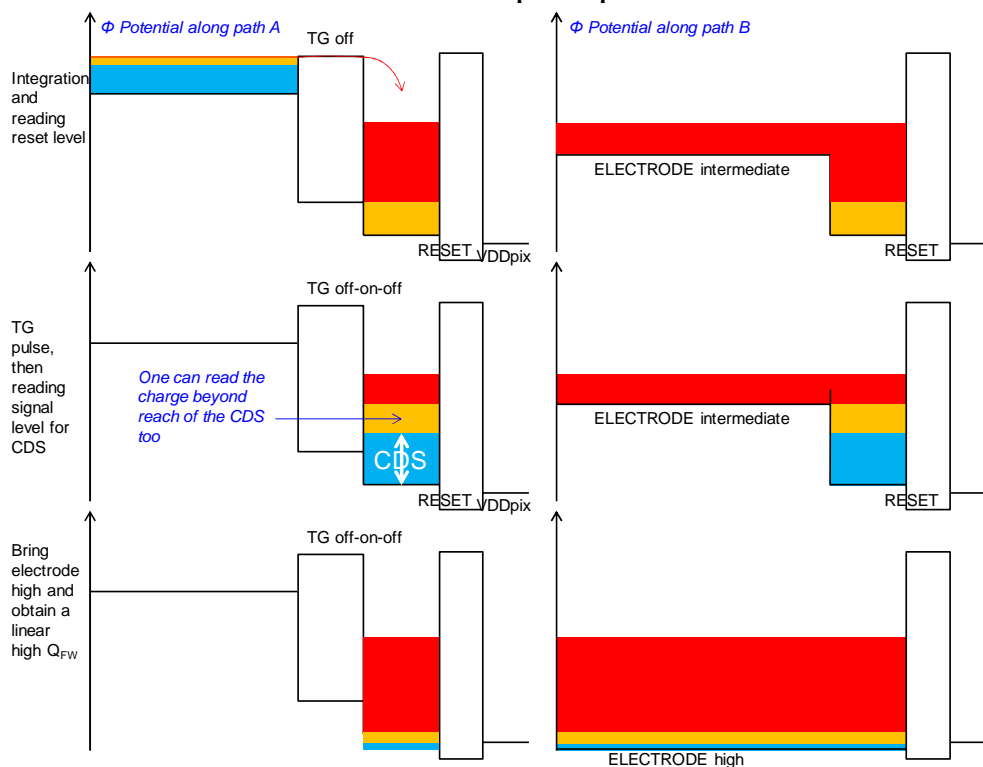 Φ Potential along path A
TG off
Φ Potential along path B
Integration
and
reading
reset level
ELECTRODE intermediate
RESET
VDDpix
RESET
TG off-on-off
TG
pulse,
then
reading
signal
level for
CDS
One can read the
charge beyond
reach of the CDS
too
CDS
ELECTRODE intermediate
RESET
VDDpix
RESET
TG off-on-off
Bring
electrode
high and
obtain a
linear
high QFW
ELECTRODE high